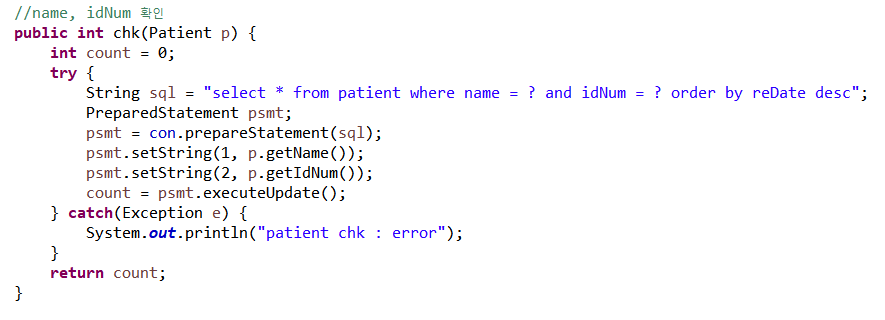 //name, idNum 확인
public int chk(Patient p) {
    int count = 0;
    try {
        String sql = "select * from patient where name = ? and idNum = ? order by reDate desc";
        PreparedStatement psmt;
        psmt = con.prepareStatement(sql);
        psmt.setString(1, p.getName());
        psmt.setString(2, p.getIdNum());
        count = psmt.executeUpdate();
    } catch(Exception e) {
        System.out.println("patient chk : error");
    }
    return count;
}